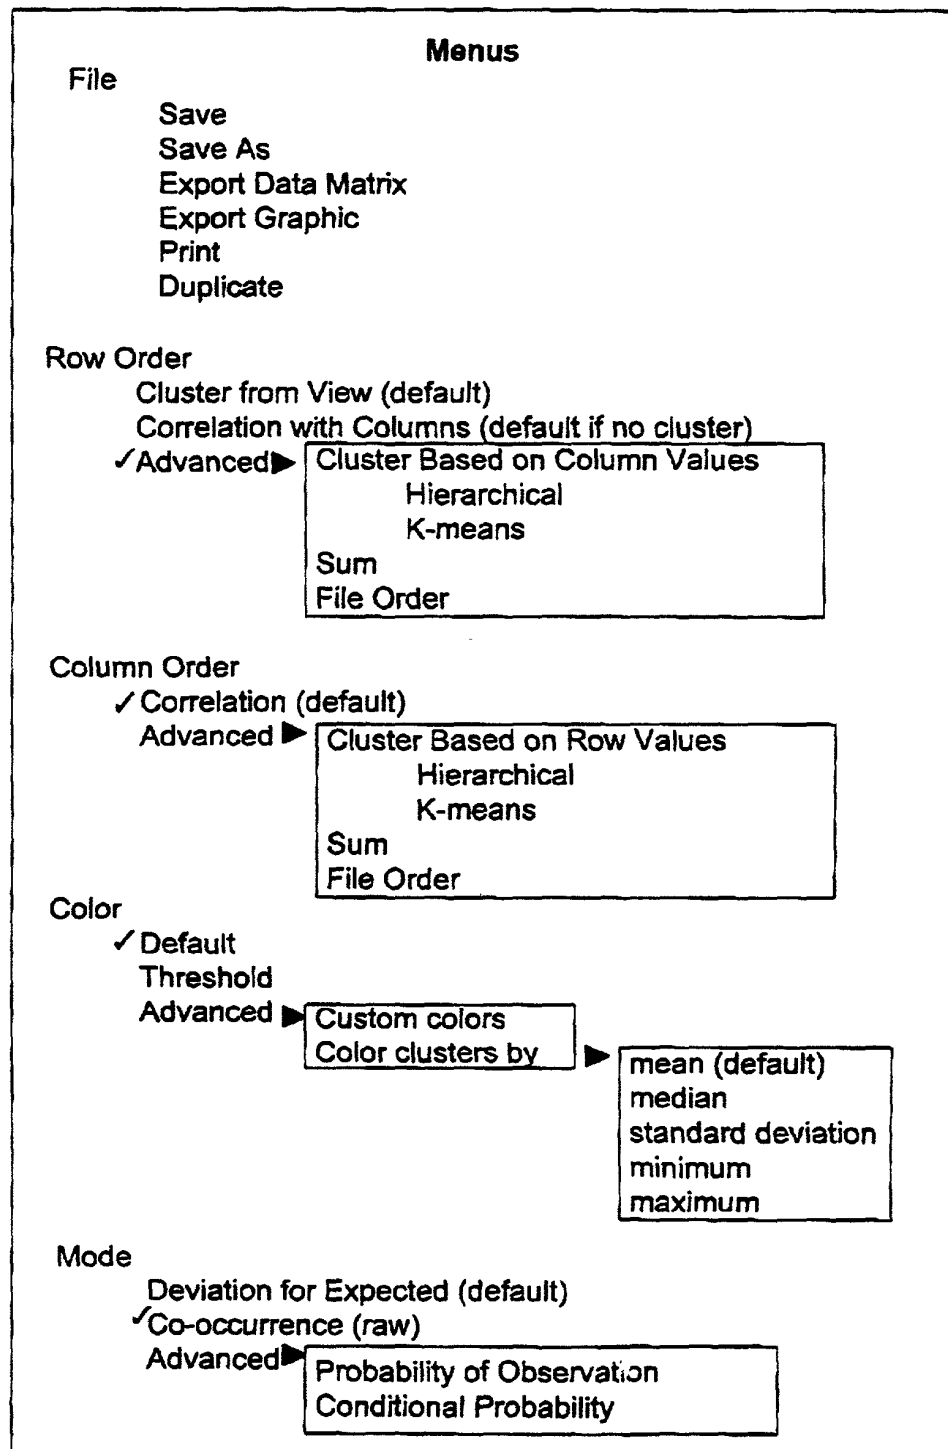 Menus
File
Save
Save As
Export Data Matrix
Export Graphic
Print
Duplicate
Row Order
Cluster from View (default)
Correlation with Columns (default if no cluster)
✓Advanced▶ Cluster Based on Column Values
Hierarchical
K-means
Sum
File Order
Column Order
✓Correlation (default)
Advanced ▶ Cluster Based on Row Values
Hierarchical
K-means
Sum
File Order
Color
✓Default
Threshold
Advanced ▶ Custom colors
Color clusters by ▶ mean (default)
median
standard deviation
minimum
maximum
Mode
Deviation for Expected (default)
✓Co-occurrence (raw)
Advanced▶ Probability of Observation
Conditional Probability